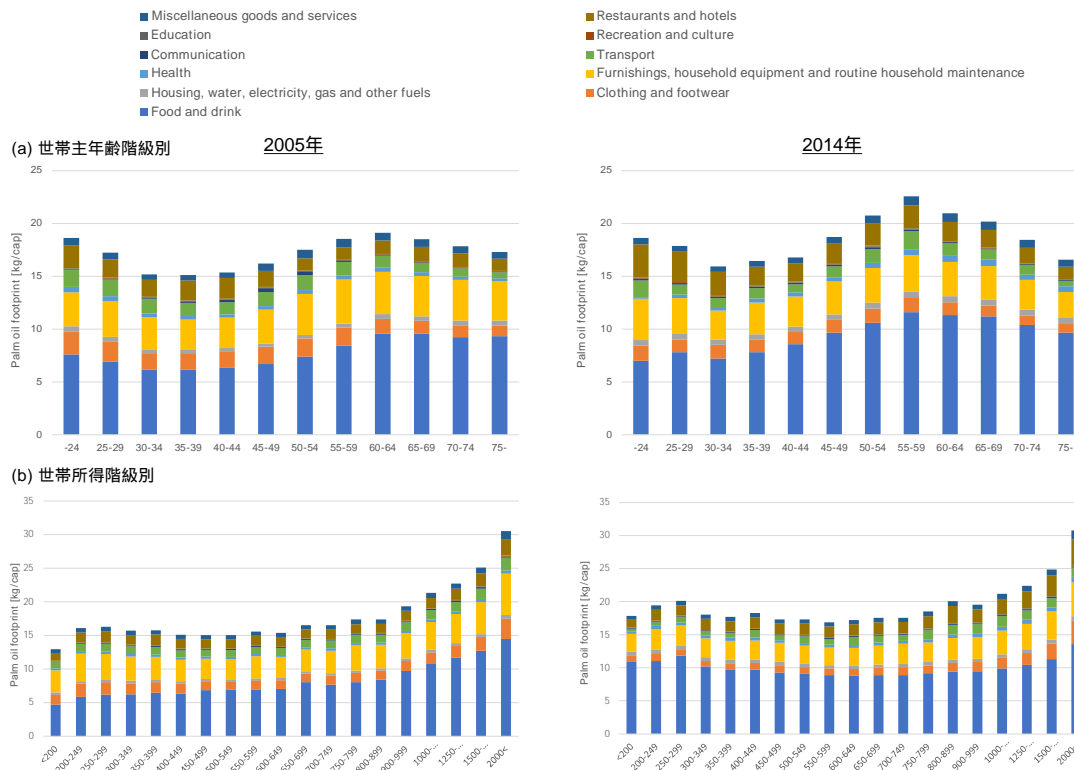 Miscellaneous goods and services
Education
Communication
Health
Housing, water, electricity, gas and other fuels
Food and drink
Restaurants and hotels
Recreation and culture
Transport
Furnishings, household equipment and routine household maintenance
Clothing and footwear
(a) 世帯主年齢階級別
2005年
2014年
Palm oil footprint [kg/cap]
25
20
15
10
5
0
-24 25-29 30-34 35-39 40-44 45-49 50-54 55-59 60-64 65-69 70-74 75-
Palm oil footprint [kg/cap]
25
20
15
10
5
0
-24 25-29 30-34 35-39 40-44 45-49 50-54 55-59 60-64 65-69 70-74 75-
(b) 世帯所得階級別
Palm oil footprint [kg/cap]
35
30
25
20
15
10
5
0
<200 200-249 250-299 300-349 350-399 400-449 450-499 500-549 550-599 600-649 650-699 700-749 750-799 800-899 900-999 1000-... 1250-... 1500-... 2000<
Palm oil footprint [kg/cap]
35
30
25
20
15
10
5
0
<200 200-249 250-299 300-349 350-399 400-449 450-499 500-549 550-599 600-649 650-699 700-749 750-799 800-899 900-999 1000-... 1250-... 1500-...